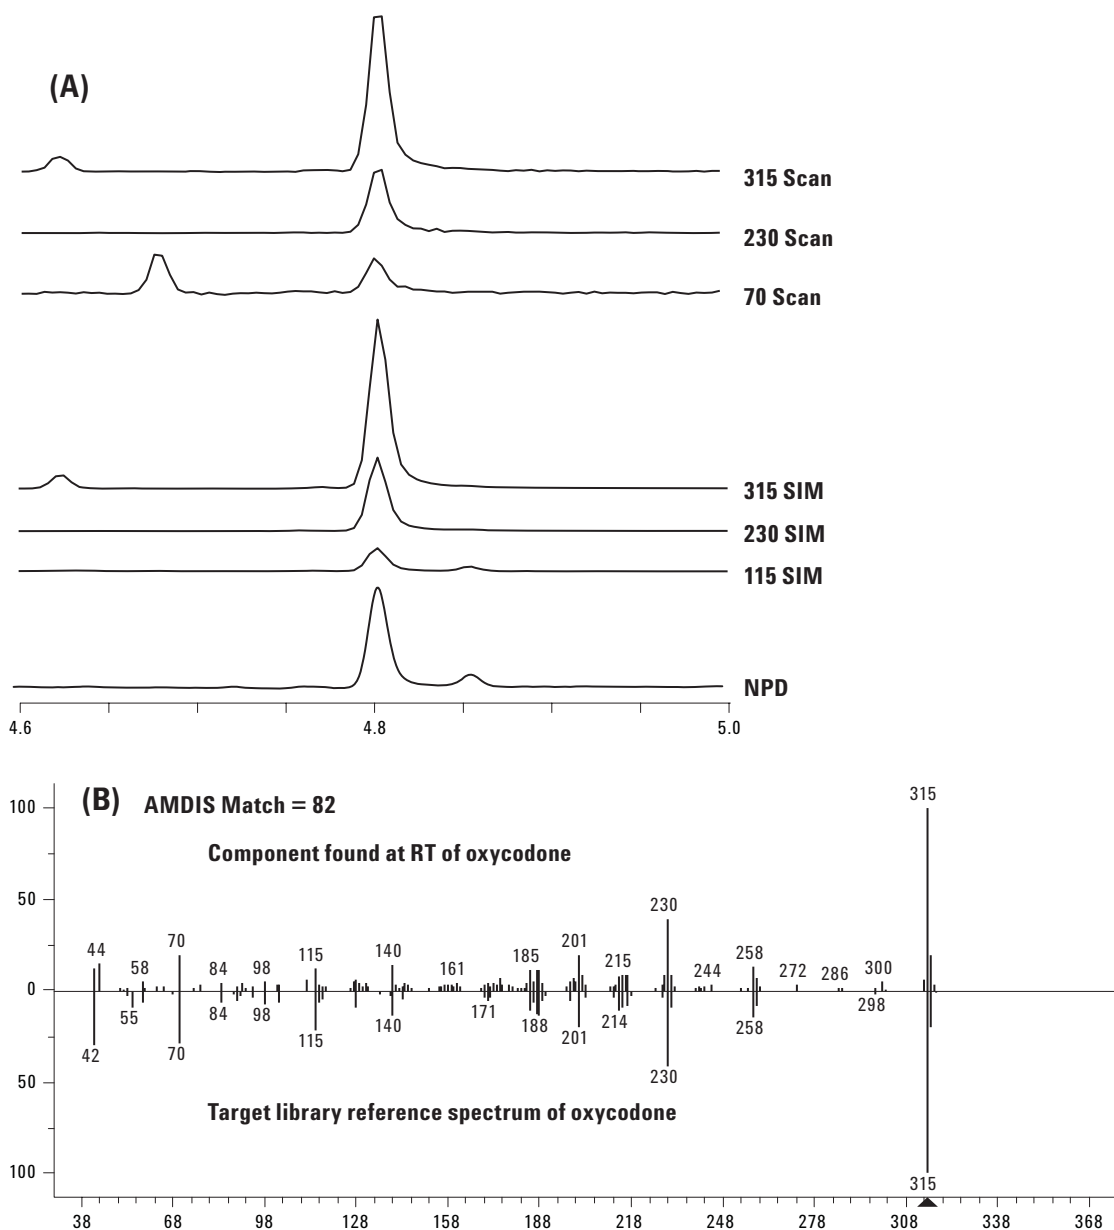 (A)
315 Scan
230 Scan
70 Scan
315 SIM
230 SIM
115 SIM
NPD
4.6 4.8 5.0
(B) AMDIS Match = 82
315
100
Component found at RT of oxycodone
50
230
44 70 201
58 84 98 115 140 161 185 215 244 258 272 286 300
0
55 84 98 171 298
42 70 115 140 188 201 214 258
230
50
Target library reference spectrum of oxycodone
100
315
38 68 98 128 158 188 218 248 278 308 338 368